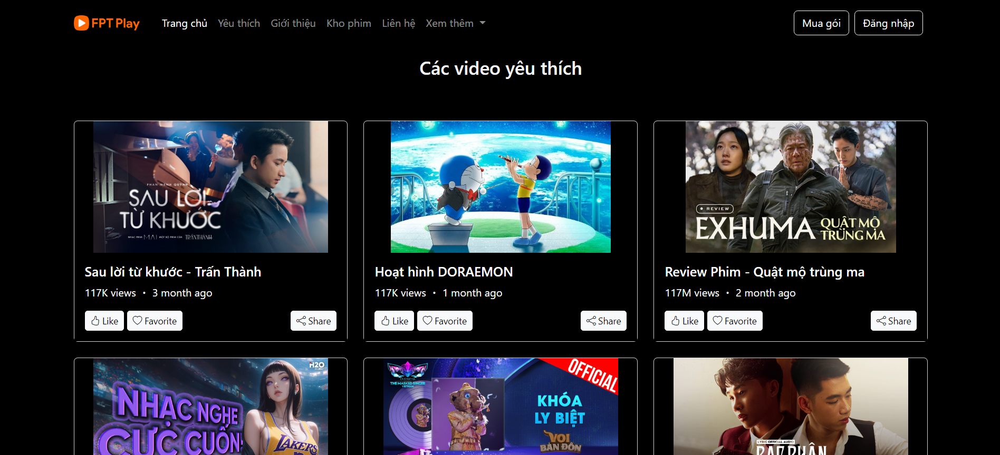 FPT Play
Trang chủ
Yêu thích
Giới thiệu
Kho phim
Liên hệ
Xem thêm
Mua gói
Đăng nhập
Các video yêu thích
PHAN MẠNH QUỲNH
SAU LỜI
TỪ KHƯỚC
NHẠC PHIM MAI MỘT BỘ PHIM CỦA TRẤN THÀNH
REVIEW
EXHUMA QUẬT MỘ
TRÙNG MA
Sau lời từ khước - Trấn Thành
117K views • 3 month ago
Like
Favorite
Share
Hoạt hình DORAEMON
117K views • 1 month ago
Like
Favorite
Share
Review Phim - Quật mộ trùng ma
117M views • 2 month ago
Like
Favorite
Share
H2O
MUSIC
NHẠC NGHE
CỰC CUỐN
LAKERS
CA SĨ MẶT NẠ
THE MASKED SINGER
VIETNAM
OFFICIAL
KHÓA
LY BIỆT
VOI
BẢN ĐÔN
LYRIC OFFICIAL AUDIO
BẠC PHẬN